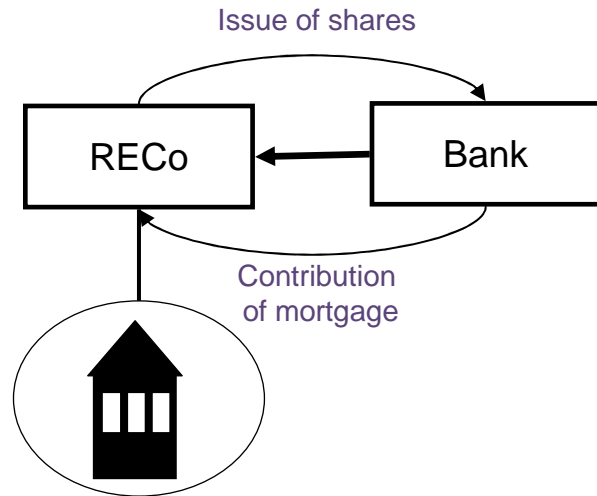 Issue of shares
RECo
Bank
Contribution
of mortgage